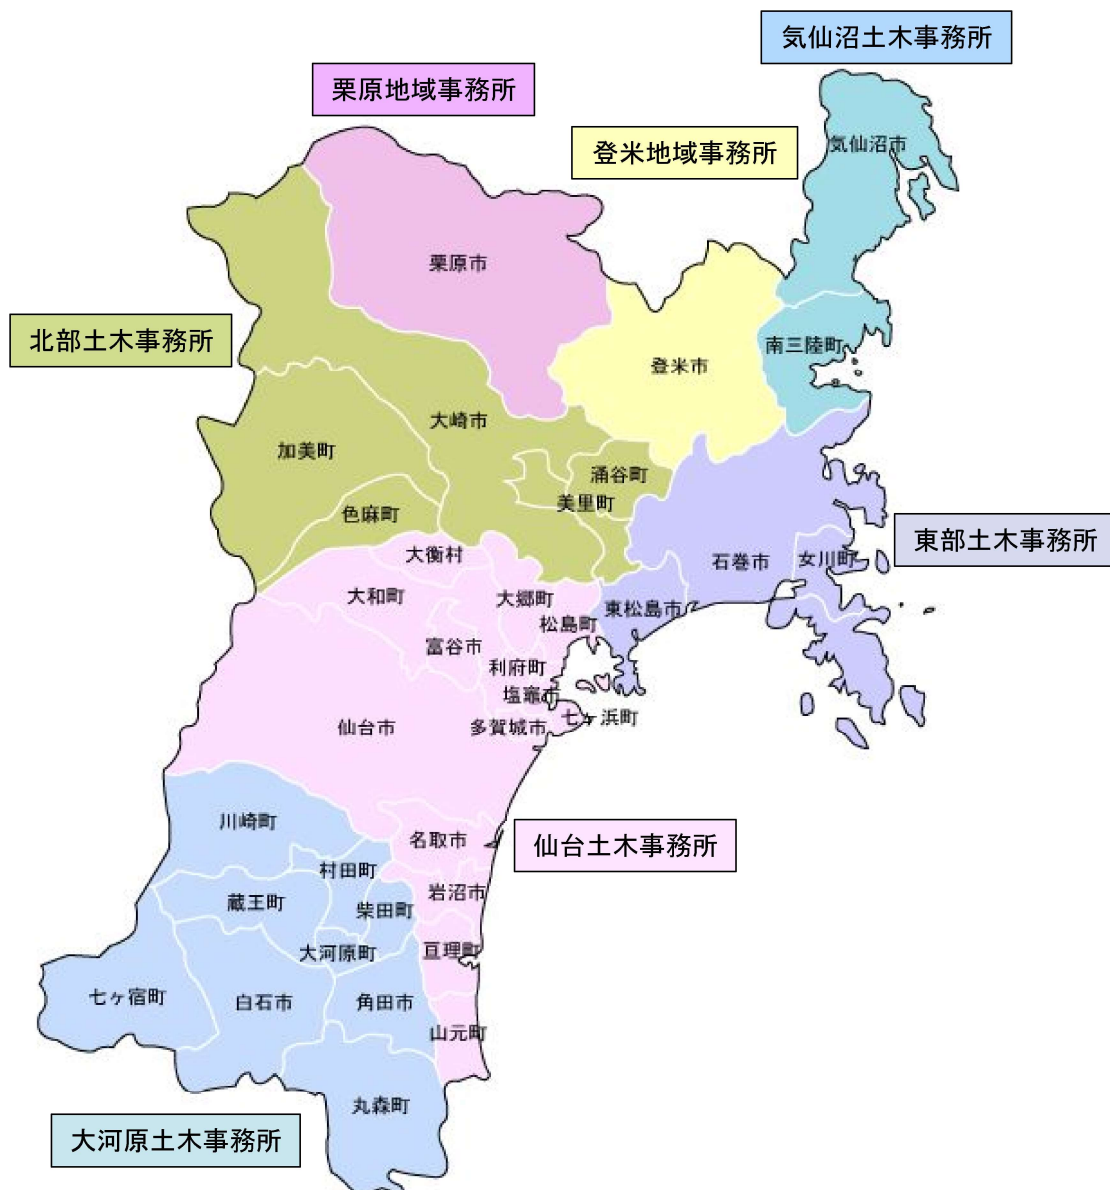 気仙沼土木事務所
栗原地域事務所
登米地域事務所
気仙沼市
栗原市
北部土木事務所
南三陸町
登米市
大崎市
加美町
涌谷町
美里町
色麻町
東部土木事務所
大衡村
石巻市
女川町
大和町
大郷町
東松島市
松島町
富谷市
利府町
塩竈市
七ヶ浜町
仙台市
多賀城市
川崎町
名取市
仙台土木事務所
村田町
岩沼市
蔵王町
柴田町
大河原町
亘理町
七ヶ宿町
白石市
角田市
山元町
丸森町
大河原土木事務所